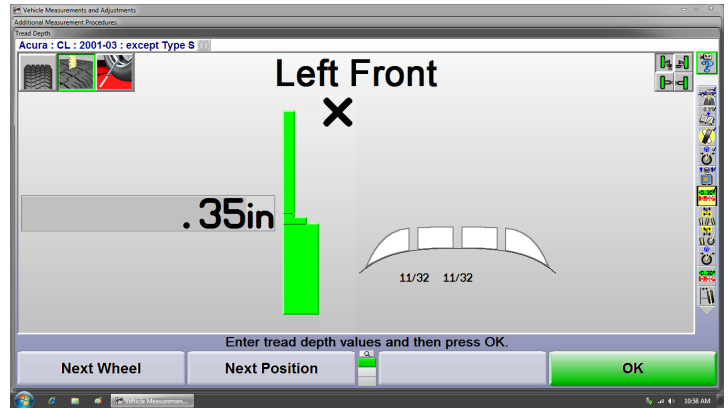 Vehicle Measurements and Adjustments
Additional Measurement Procedures
Tread Depth
Acura : CL : 2001-03 : except Type S
Left Front
.35in
11/32 11/32
Enter tread depth values and then press OK.
Next Wheel
Next Position
OK
Vehicle Measuremen...
10:58 AM